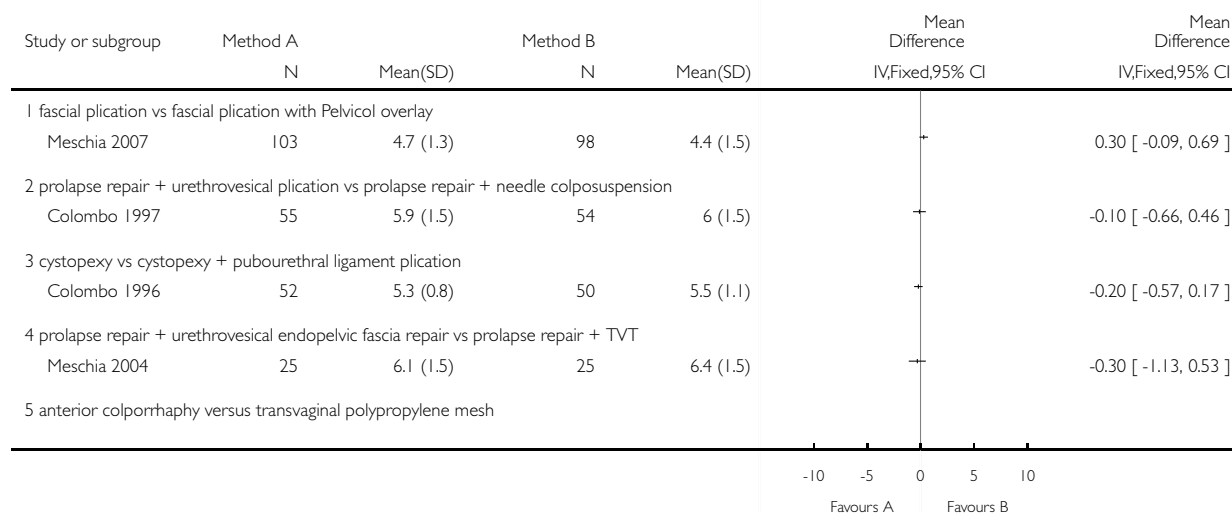 Mean Mean
Study or subgroup Method A Method B Difference Difference
N Mean(SD) N Mean(SD) IV,Fixed,95% CI IV,Fixed,95% CI
1 fascial plication vs fascial plication with Pelvicol overlay
Meschia 2007 103 4.7 (1.3) 98 4.4 (1.5) 0.30 [ -0.09, 0.69 ]
2 prolapse repair + urethrovesical plication vs prolapse repair + needle colposuspension
Colombo 1997 55 5.9 (1.5) 54 6 (1.5) -0.10 [ -0.66, 0.46 ]
3 cystopexy vs cystopexy + pubourethral ligament plication
Colombo 1996 52 5.3 (0.8) 50 5.5 (1.1) -0.20 [ -0.57, 0.17 ]
4 prolapse repair + urethrovesical endopelvic fascia repair vs prolapse repair + TVT
Meschia 2004 25 6.1 (1.5) 25 6.4 (1.5) -0.30 [ -1.13, 0.53 ]
5 anterior colporrhaphy versus transvaginal polypropylene mesh
-10 -5 0 5 10
Favours A Favours B